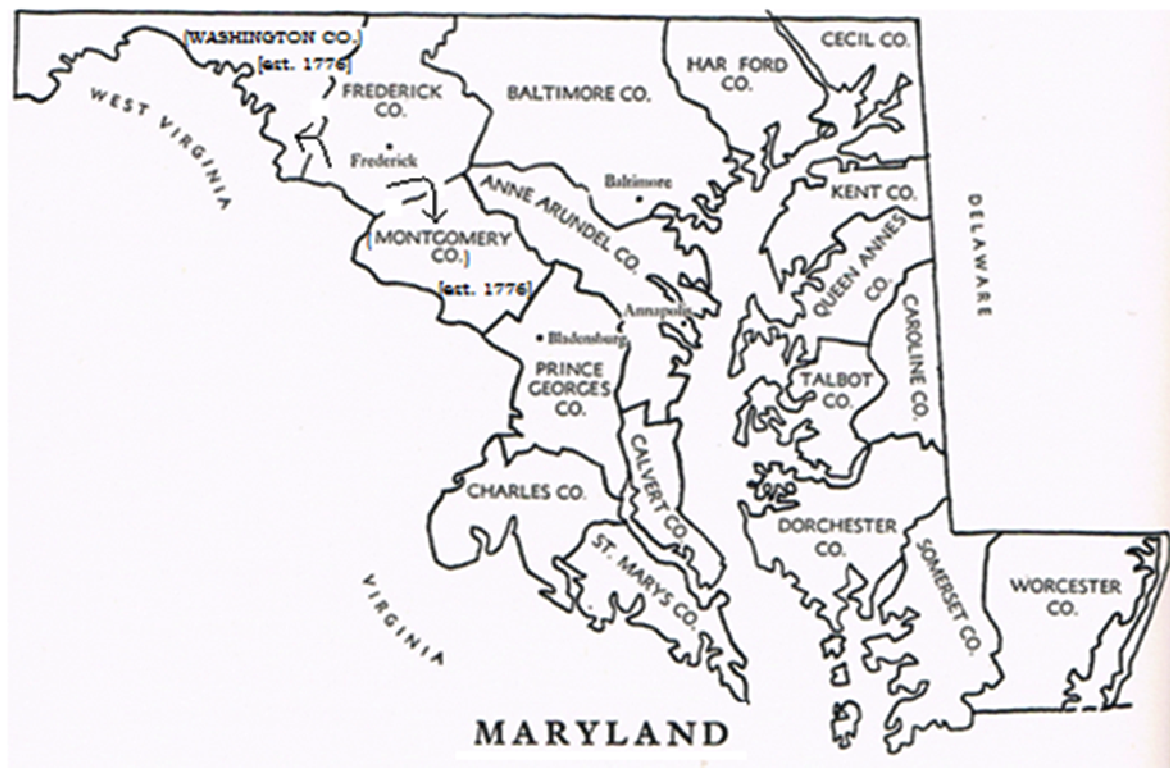 (WASHINGTON CO.)
[est. 1776]
CECIL CO.
HAR FORD
CO.
FREDERICK
CO.
BALTIMORE CO.
WEST VIRGINIA
Frederick
ANNE ARUNDEL CO.
Baltimore
KENT CO.
DELAWARE
(MONTGOMERY
CO.)
[est. 1776]
QUEEN ANNES
CO.
Annapolis
Bladensburg
CAROLINE CO.
PRINCE
GEORGES
CO.
TALBOT
CO.
CALVERT CO.
CHARLES CO.
DORCHESTER
CO.
ST. MARYS CO.
SOMERSET CO.
WORCESTER
CO.
VIRGINIA
MARYLAND